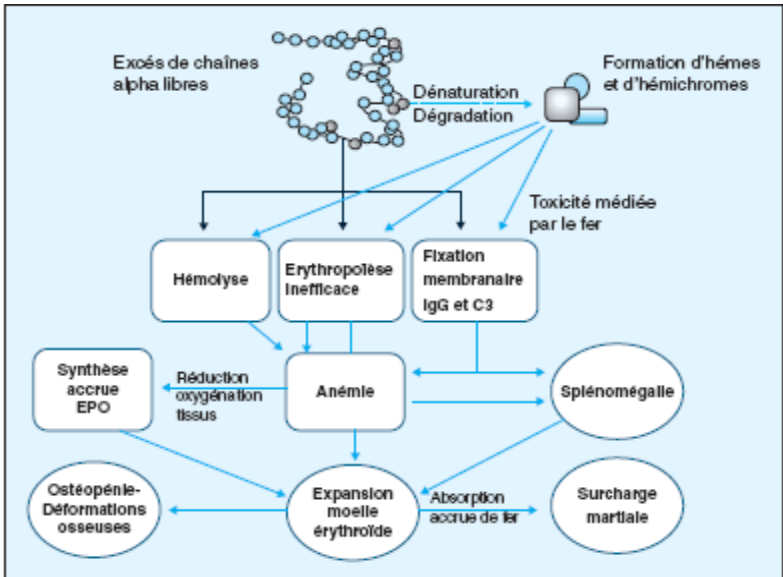 Excés de chaînes
alpha libres
Dénaturation
Dégradation
Formation d'hémes
et d'hémichromes
Toxicité médiée
par le fer
Hémolyse
Erythropoïèse
inefficace
Fixation
membranaire
IgG et C3
Synthèse
accrue
EPO
Réduction
oxygénation
tissus
Anémie
Splénomégalie
Ostéopénie-
Déformations
osseuses
Expansion
moelle
érythroïde
Absorption
accrue de fer
Surcharge
martiale